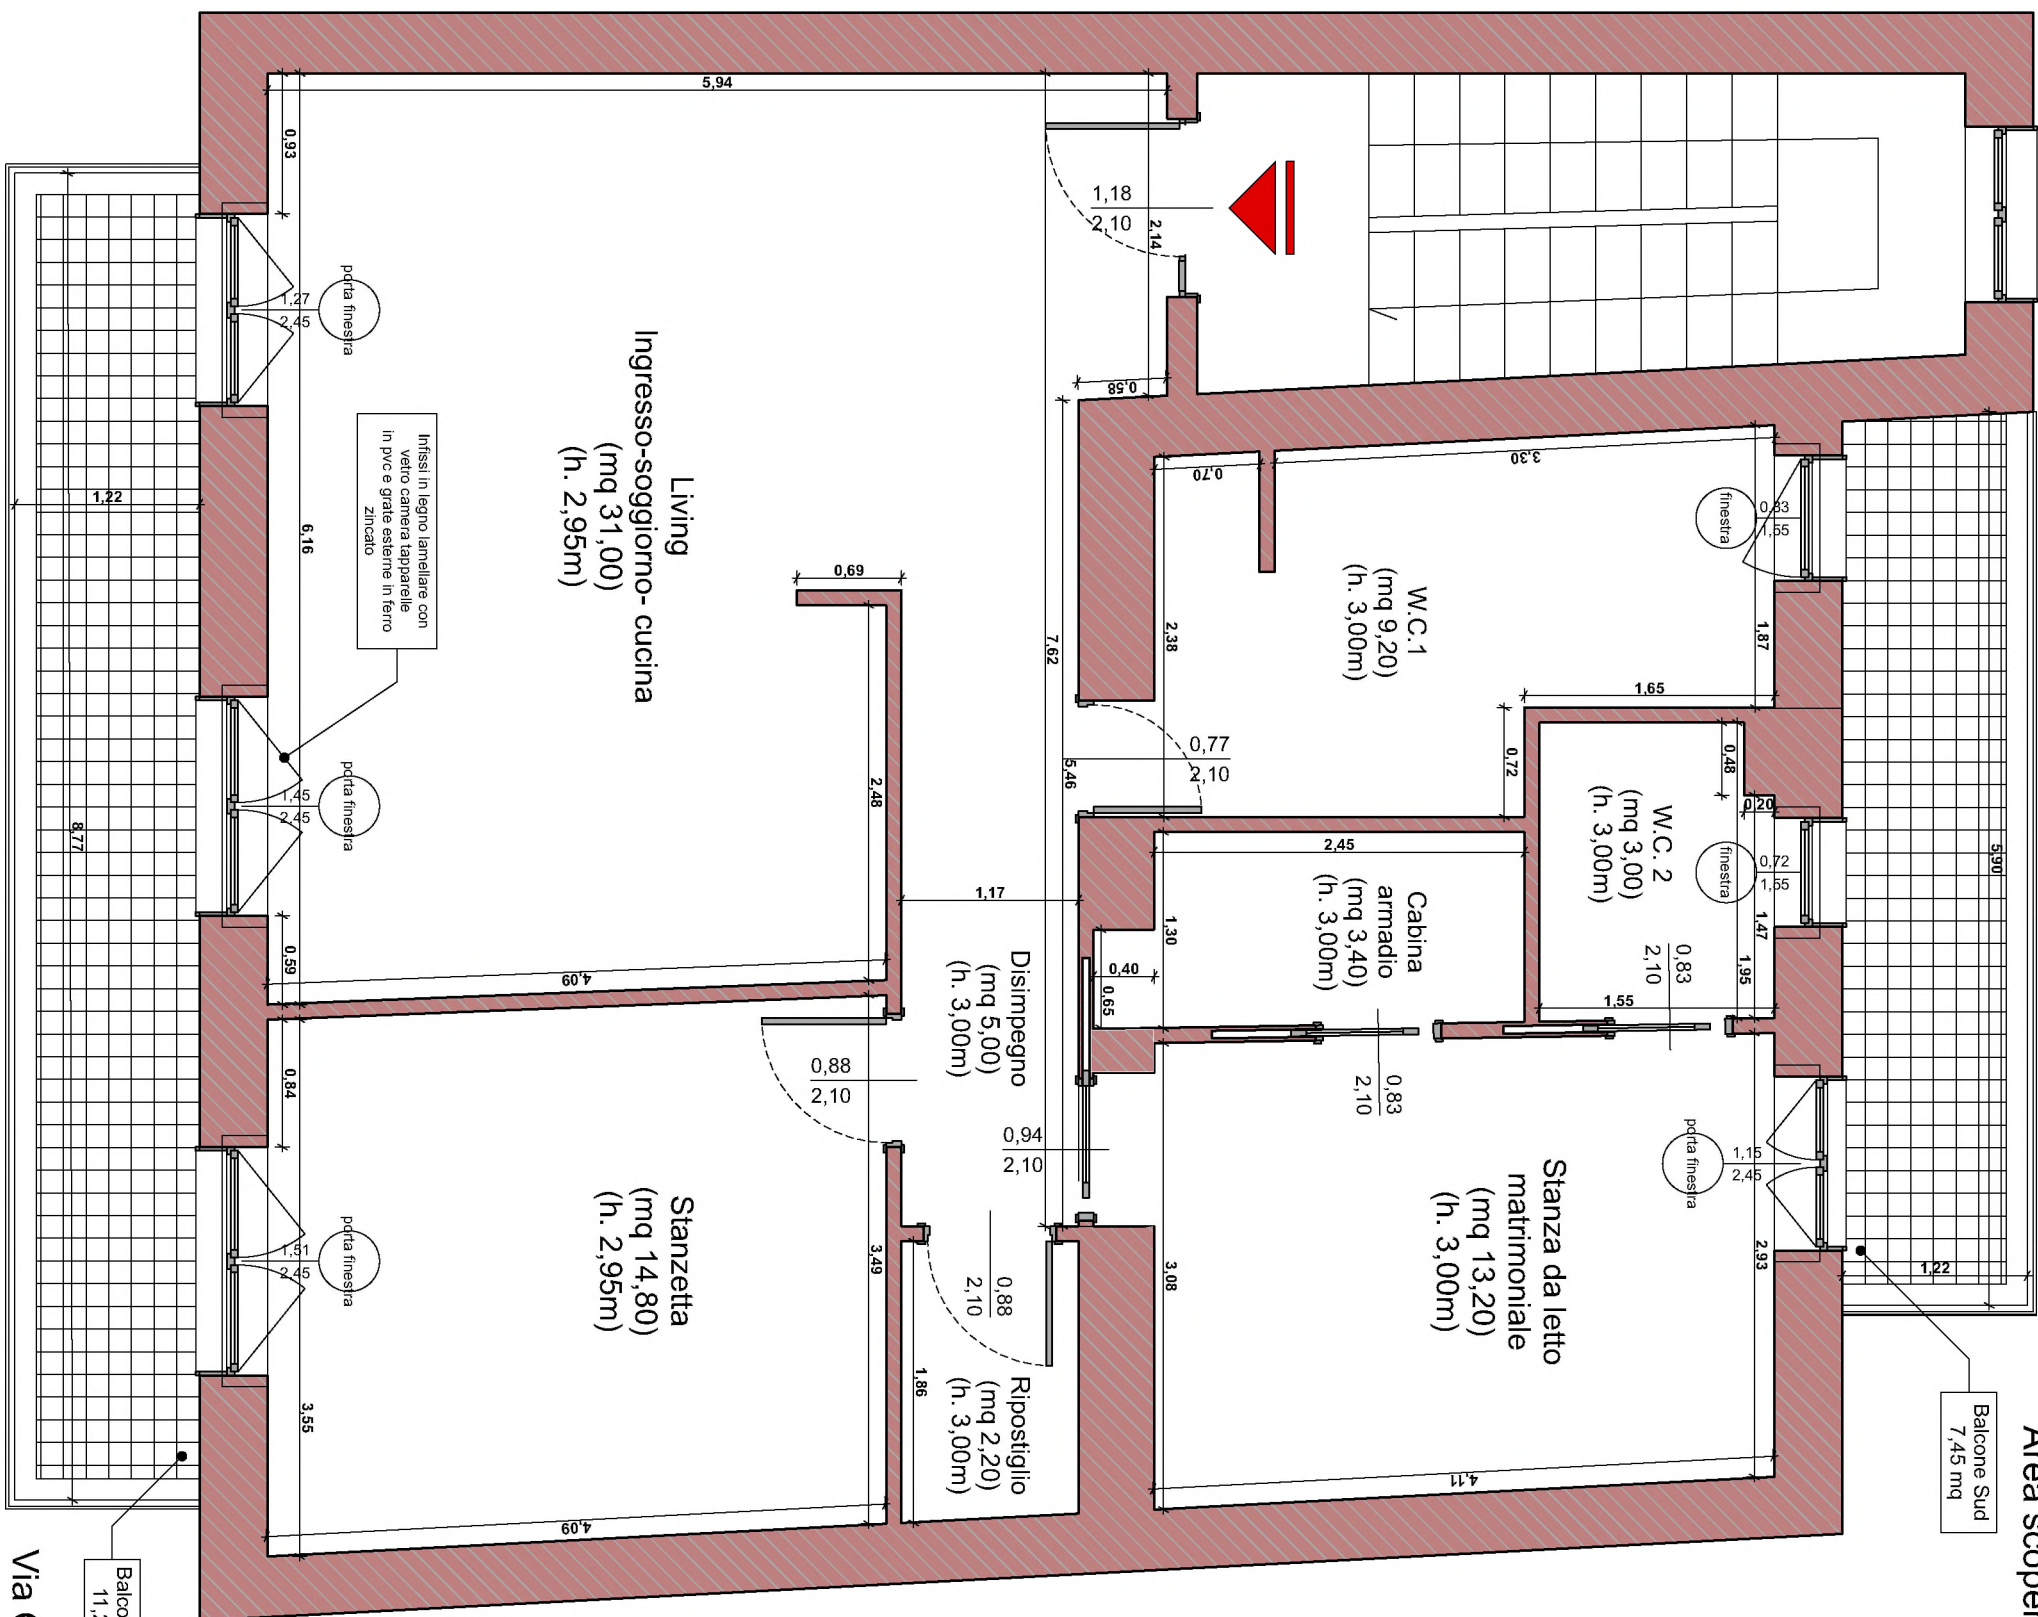 Living
Ingresso-soggiorno- cucina
(mq 31,00)
(h. 2,95m)
W.C.1
(mq 9,20)
(h. 3,00m)
W.C. 2
(mq 3,00)
(h. 3,00m)
Cabina
armadio
(mq 3,40)
(h. 3,00m)
Disimpegno
(mq 5,00)
(h. 3,00m)
Stanza da letto
matrimoniale
(mq 13,20)
(h. 3,00m)
Stanzetta
(mq 14,80)
(h. 2,95m)
Ripostiglio
(mq 2,20)
(h. 3,00m)
Infissi in legno lamellare con
vetro camera tapparelle
in pvc e grate esterne in ferro
zincato
Balcone Sud
7,45 mq
Via
5,94
0,93
1,18
2,10
2,14
0,58
porta finestra
1,27
2,45
1,22
6,16
8,77
0,69
7,62
2,48
porta finestra
1,45
2,45
0,59
4,09
0,70
3,30
finestra
0,83
1,55
2,38
1,87
1,65
0,77
2,10
5,46
0,72
0,48
0,20
finestra
0,72
1,55
1,47
1,95
5,90
0,83
2,10
1,55
2,45
1,30
0,40
0,65
1,17
0,83
2,10
0,84
0,88
2,10
0,94
2,10
porta finestra
1,15
2,45
2,93
1,22
3,08
4,11
0,88
2,10
1,86
3,49
porta finestra
1,51
2,45
3,55
4,09